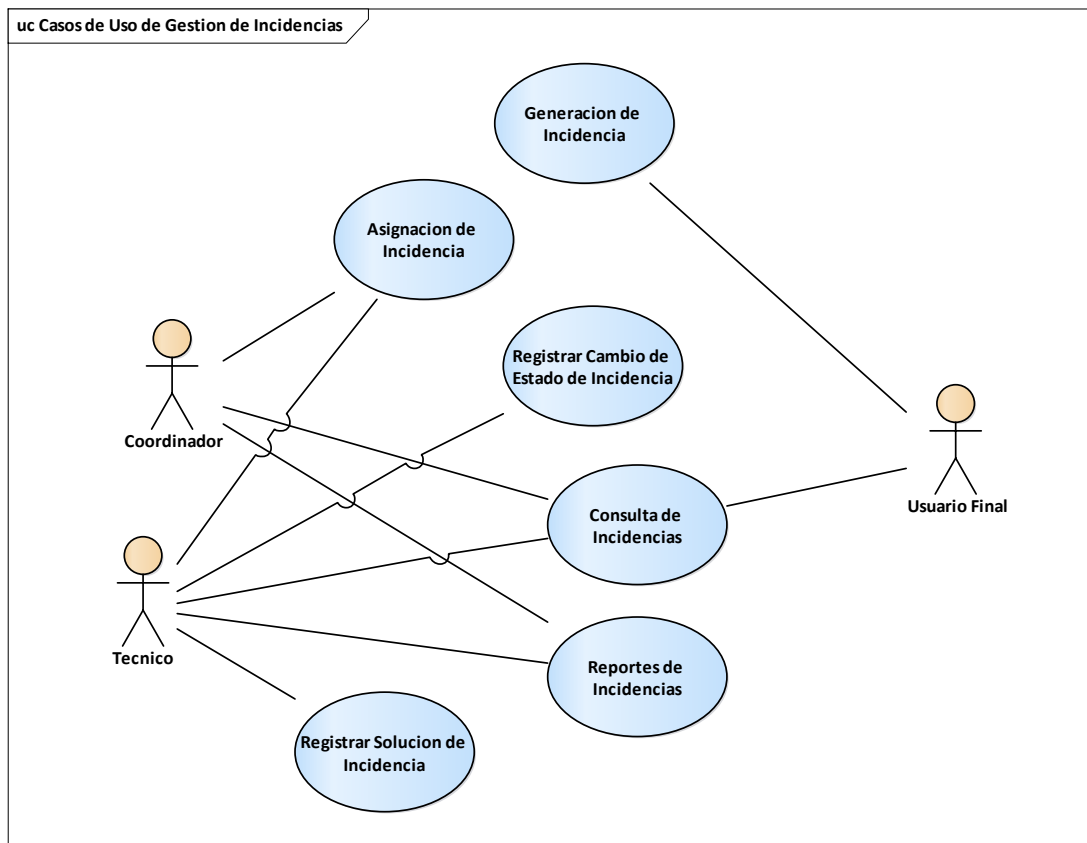 uc Casos de Uso de Gestion de Incidencias
Generacion de
Incidencia
Asignacion de
Incidencia
Registrar Cambio de
Estado de Incidencia
Coordinador
Consulta de
Incidencias
Usuario Final
Tecnico
Reportes de
Incidencias
Registrar Solucion de
Incidencia